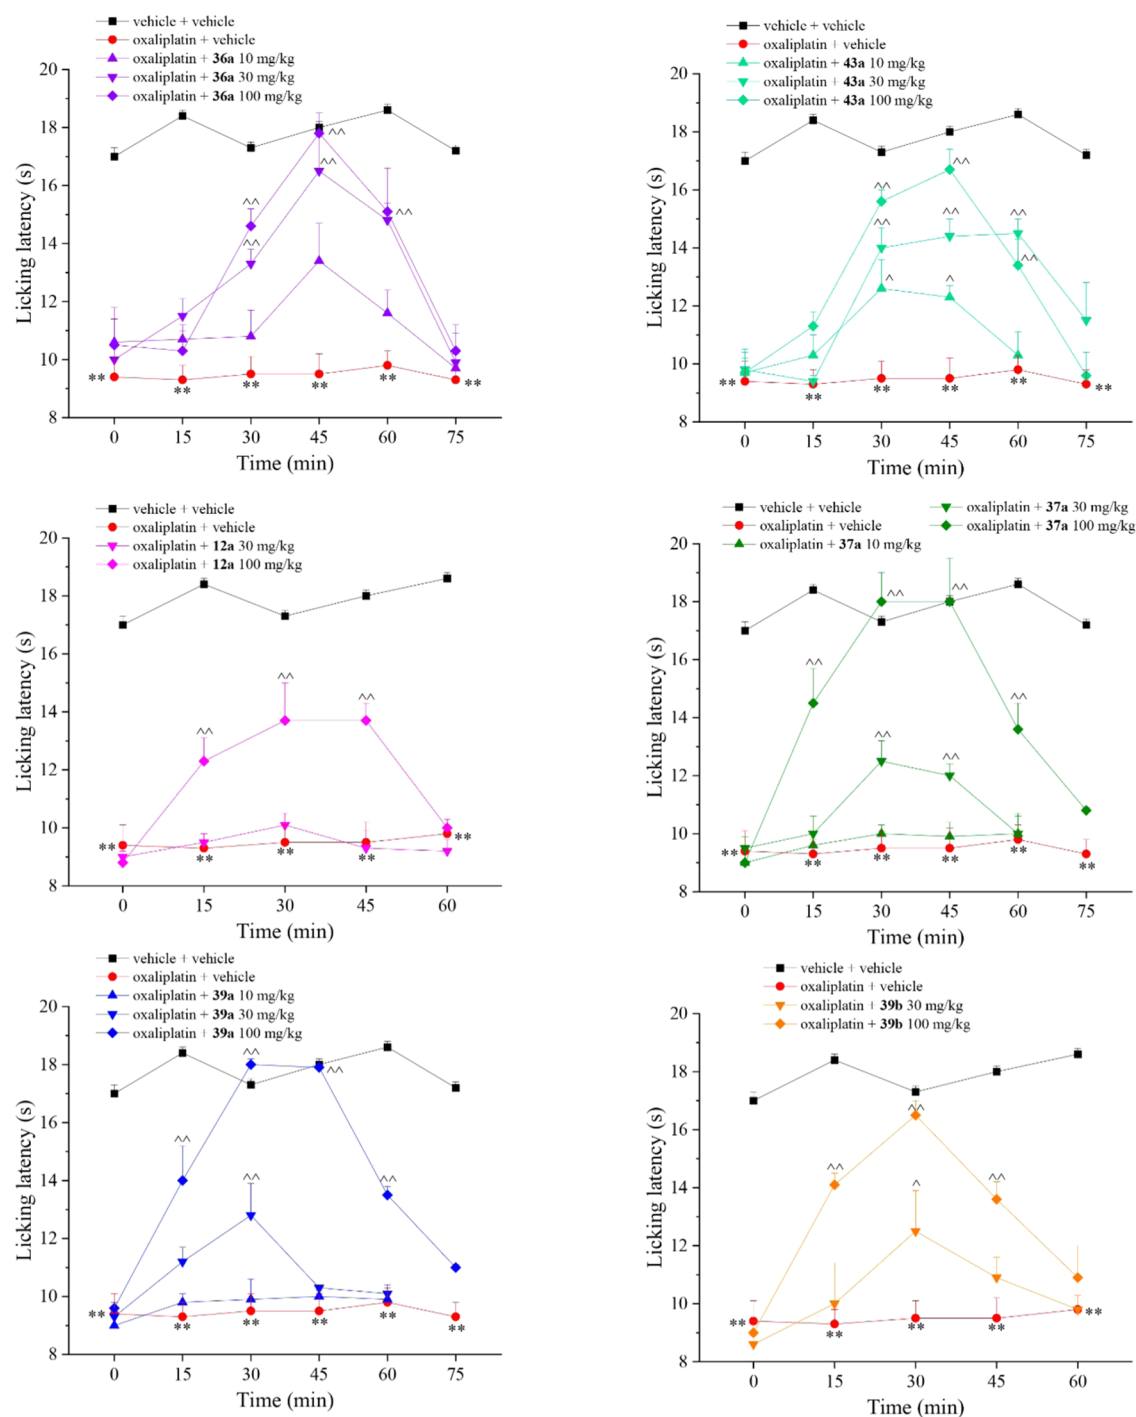 vehicle + vehicle
oxaliplatin + vehicle
oxaliplatin + 36a 10 mg/kg
oxaliplatin + 36a 30 mg/kg
oxaliplatin + 36a 100 mg/kg
20
18
16
14
12
10
8
Licking latency (s)
^^
^^
^^
^^
^^
**
**
**
**
**
**
0 15 30 45 60 75
Time (min)
vehicle + vehicle
oxaliplatin + vehicle
oxaliplatin + 43a 10 mg/kg
oxaliplatin + 43a 30 mg/kg
oxaliplatin + 43a 100 mg/kg
20
18
16
14
12
10
8
Licking latency (s)
^^
^^
^^
^^
^^
^^
^
^
**
**
**
**
**
**
0 15 30 45 60 75
Time (min)
vehicle + vehicle
oxaliplatin + vehicle
oxaliplatin + 12a 30 mg/kg
oxaliplatin + 12a 100 mg/kg
20
18
16
14
12
10
8
Licking latency (s)
^^
^^
^^
**
**
**
**
**
0 15 30 45 60
Time (min)
vehicle + vehicle
oxaliplatin + vehicle
oxaliplatin + 37a 10 mg/kg
oxaliplatin + 37a 30 mg/kg
oxaliplatin + 37a 100 mg/kg
20
18
16
14
12
10
8
Licking latency (s)
^^
^^
^^
^^
^^
^^
**
**
**
**
**
**
0 15 30 45 60 75
Time (min)
vehicle + vehicle
oxaliplatin + vehicle
oxaliplatin + 39a 10 mg/kg
oxaliplatin + 39a 30 mg/kg
oxaliplatin + 39a 100 mg/kg
20
18
16
14
12
10
8
Licking latency (s)
^^
^^
^^
^^
^^
**
**
**
**
**
**
0 15 30 45 60 75
Time (min)
vehicle + vehicle
oxaliplatin + vehicle
oxaliplatin + 39b 30 mg/kg
oxaliplatin + 39b 100 mg/kg
20
18
16
14
12
10
8
Licking latency (s)
^^
^^
^^
^
**
**
**
**
**
0 15 30 45 60
Time (min)